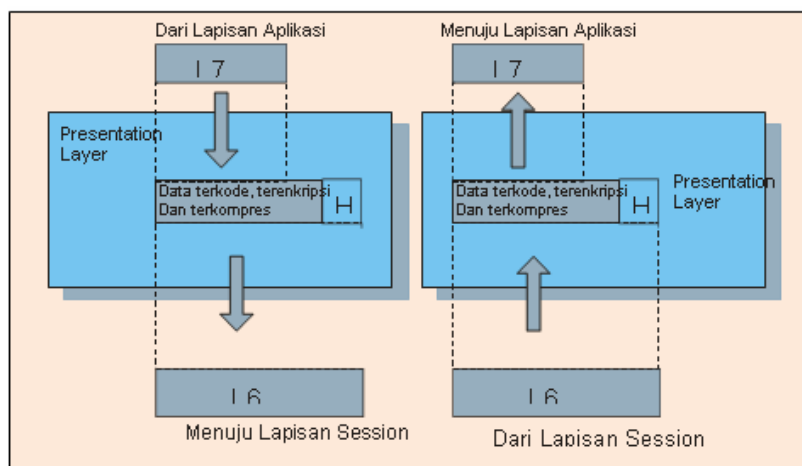 Dari Lapisan Aplikasi
L 7
Presentation
Layer
Data terkode, terenkripsi
Dan terkompres
H
L 6
Menuju Lapisan Session
Menuju Lapisan Aplikasi
L 7
Presentation
Layer
Data terkode, terenkripsi
Dan terkompres
H
L 6
Dari Lapisan Session